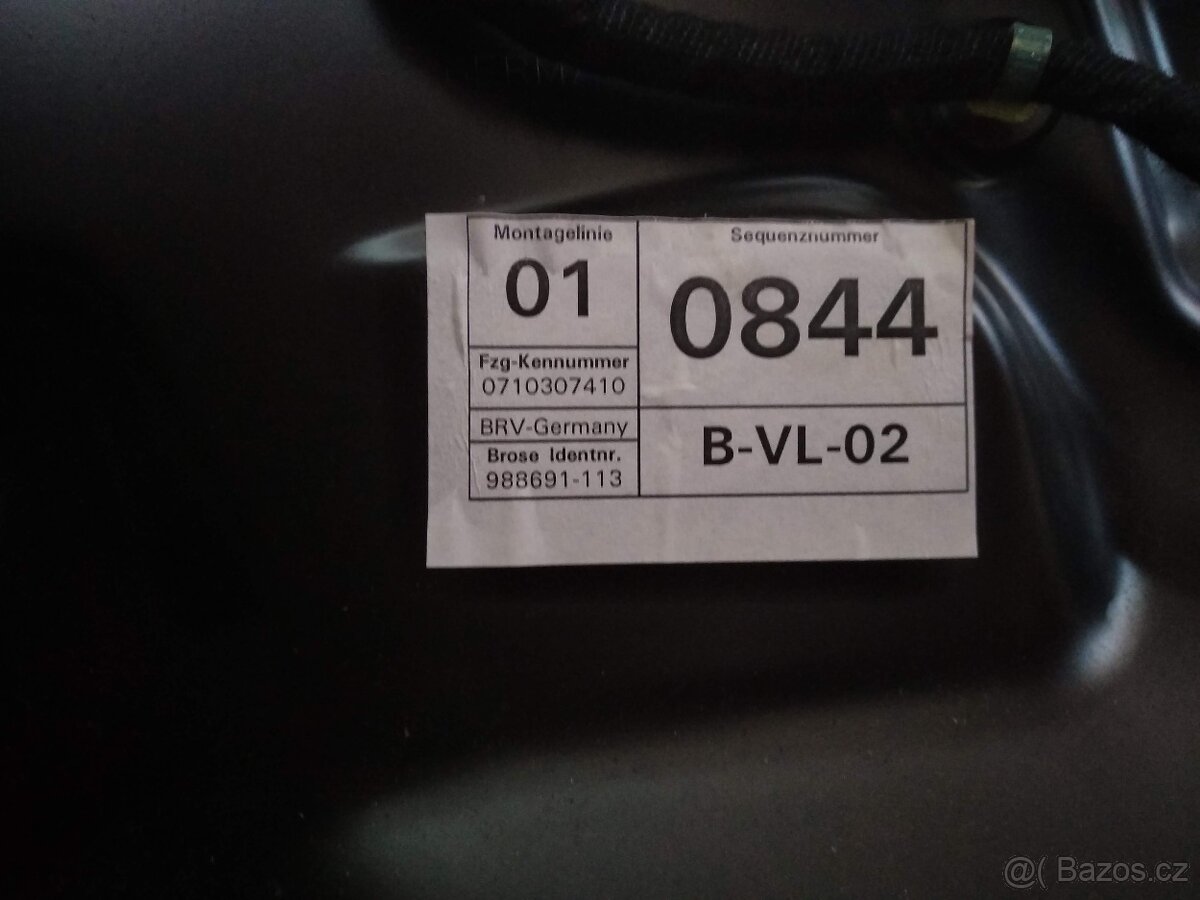 Montagelinie
01
Sequenznummer
0844
Fzg-Kennummer
0710307410
BRV-Germany
Brose Identnr.
988691-113
B-VL-02
@( Bazos.cz